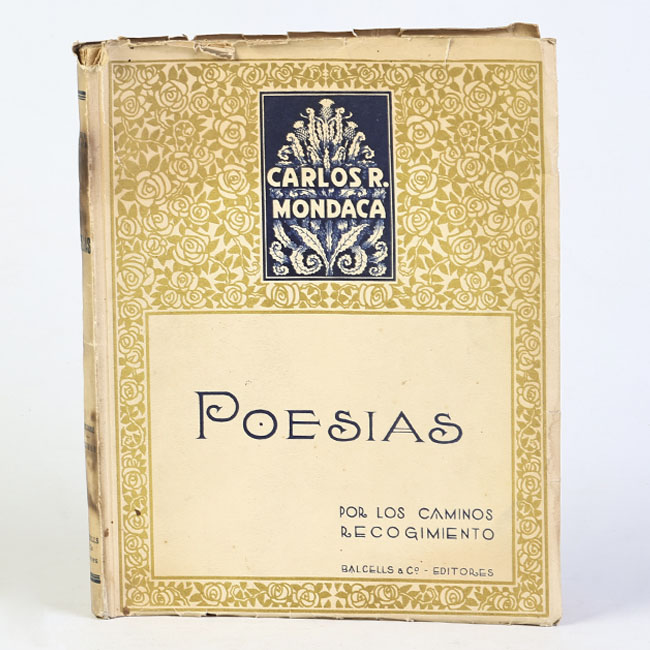 CARLOS R.
MONDACA
POESIAS
POR LOS CAMINOS
RECOGIMIENTO
BALCELLS & Cº - EDITORES